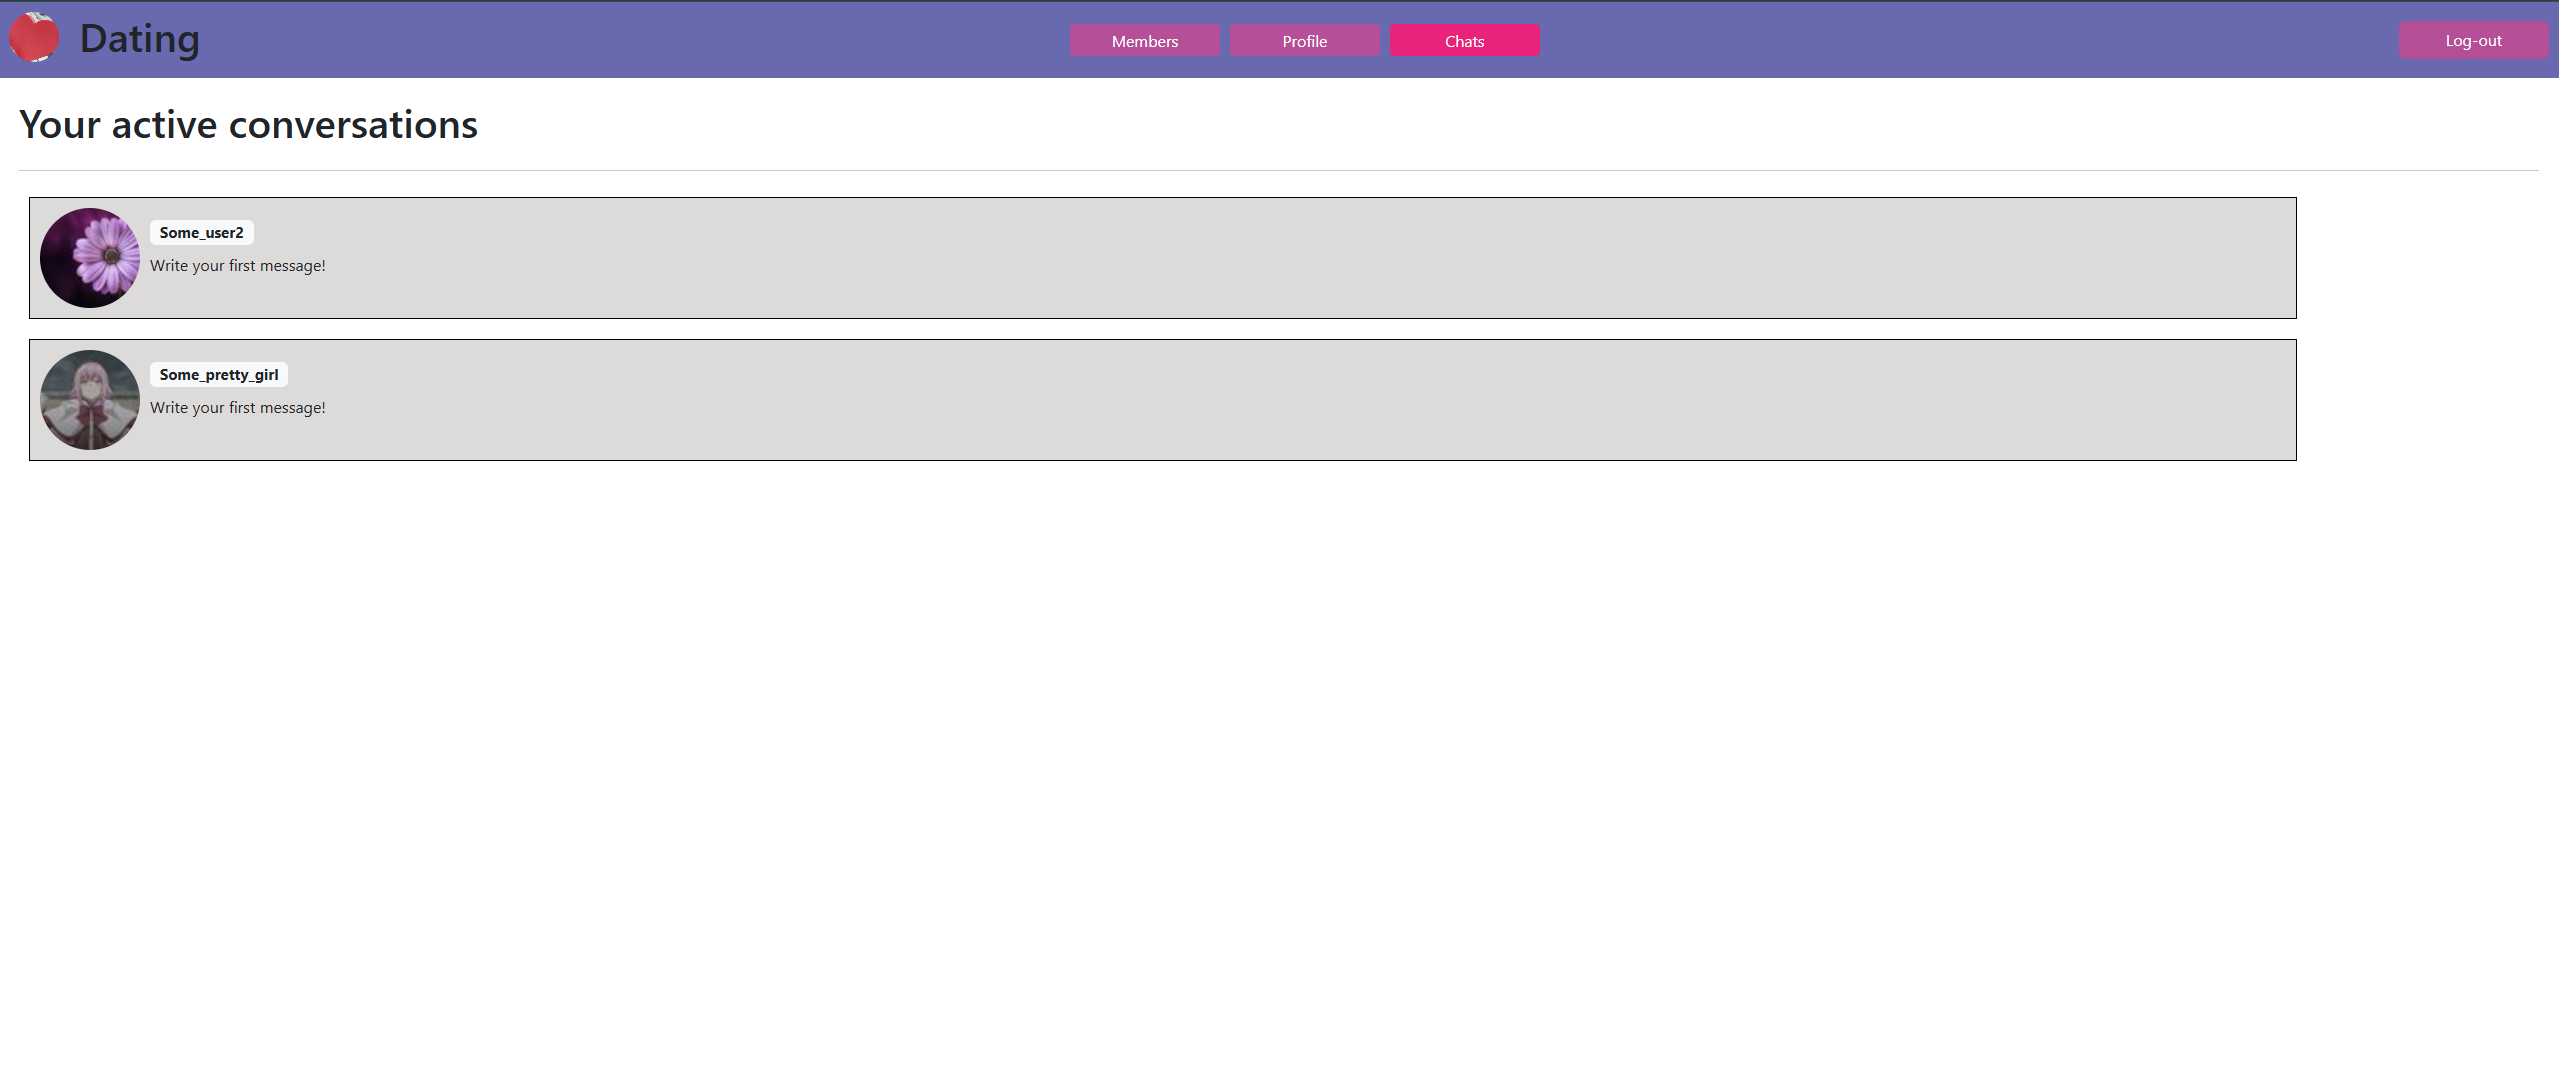 Dating
Members
Profile
Chats
Log-out
Your active conversations
Some_user2
Write your first message!
Some_pretty_girl
Write your first message!